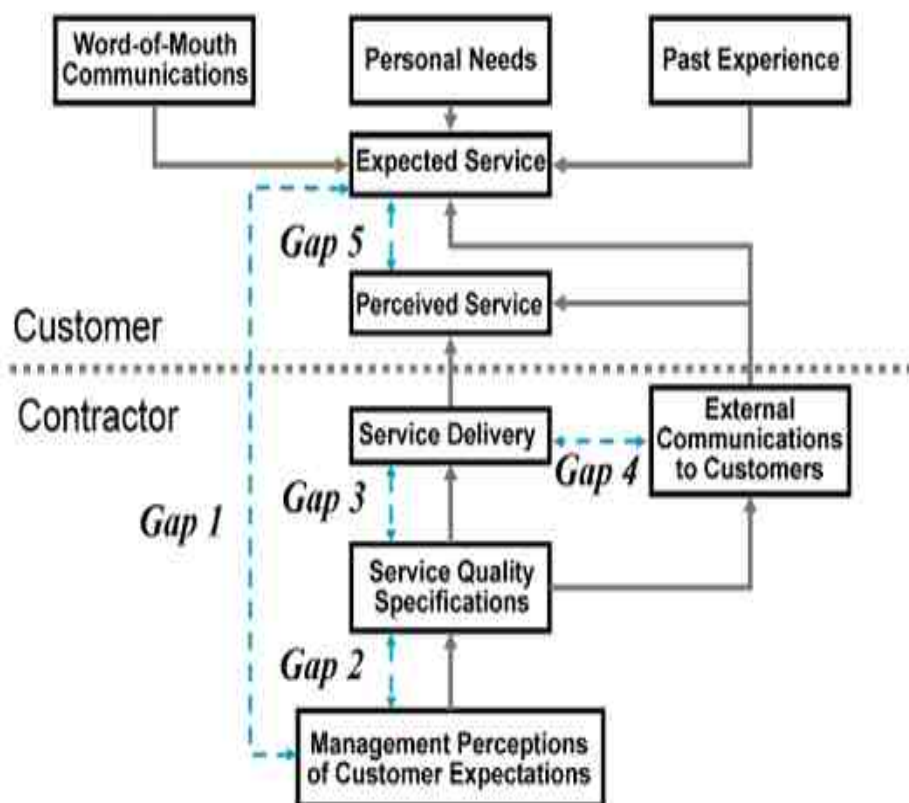 Word-of-Mouth
Communications
Personal Needs
Past Experience
Expected Service
Gap 5
Perceived Service
Customer
Contractor
Service Delivery
External
Communications
to Customers
Gap 4
Gap 3
Gap 1
Service Quality
Specifications
Gap 2
Management Perceptions
of Customer Expectations